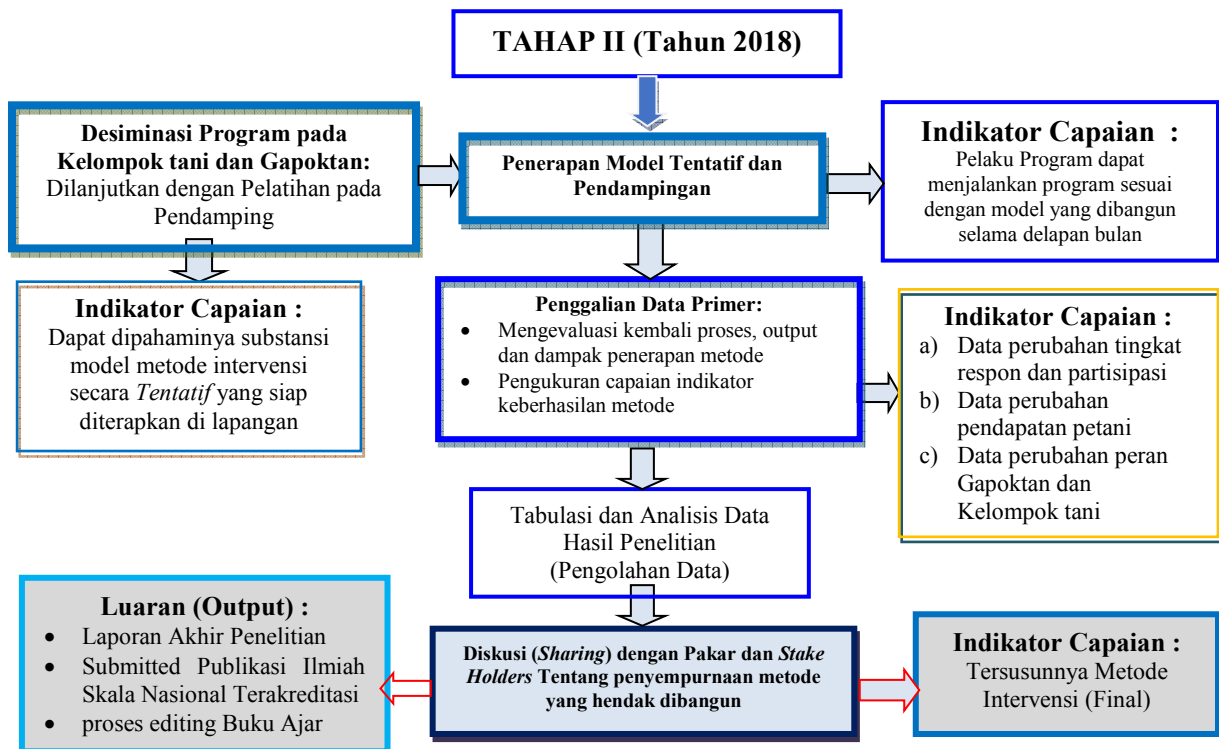 TAHAP II (Tahun 2018)
Desiminasi Program pada
Kelompok tani dan Gapoktan:
Dilanjutkan dengan Pelatihan pada
Pendamping
Penerapan Model Tentatif dan
Pendampingan
Indikator Capaian :
Pelaku Program dapat
menjalankan program sesuai
dengan model yang dibangun
selama delapan bulan
Indikator Capaian :
Dapat dipahaminya substansi
model metode intervensi
secara Tentatif yang siap
diterapkan di lapangan
Penggalian Data Primer:
• Mengevaluasi kembali proses, output
dan dampak penerapan metode
• Pengukuran capaian indikator
keberhasilan metode
Indikator Capaian :
a) Data perubahan tingkat
respon dan partisipasi
b) Data perubahan
pendapatan petani
c) Data perubahan peran
Gapoktan dan
Kelompok tani
Tabulasi dan Analisis Data
Hasil Penelitian
(Pengolahan Data)
Luaran (Output) :
• Laporan Akhir Penelitian
• Submitted Publikasi Ilmiah
Skala Nasional Terakreditasi
• proses editing Buku Ajar
Diskusi (Sharing) dengan Pakar dan Stake
Holders Tentang penyempurnaan metode
yang hendak dibangun
Indikator Capaian :
Tersusunnya Metode
Intervensi (Final)